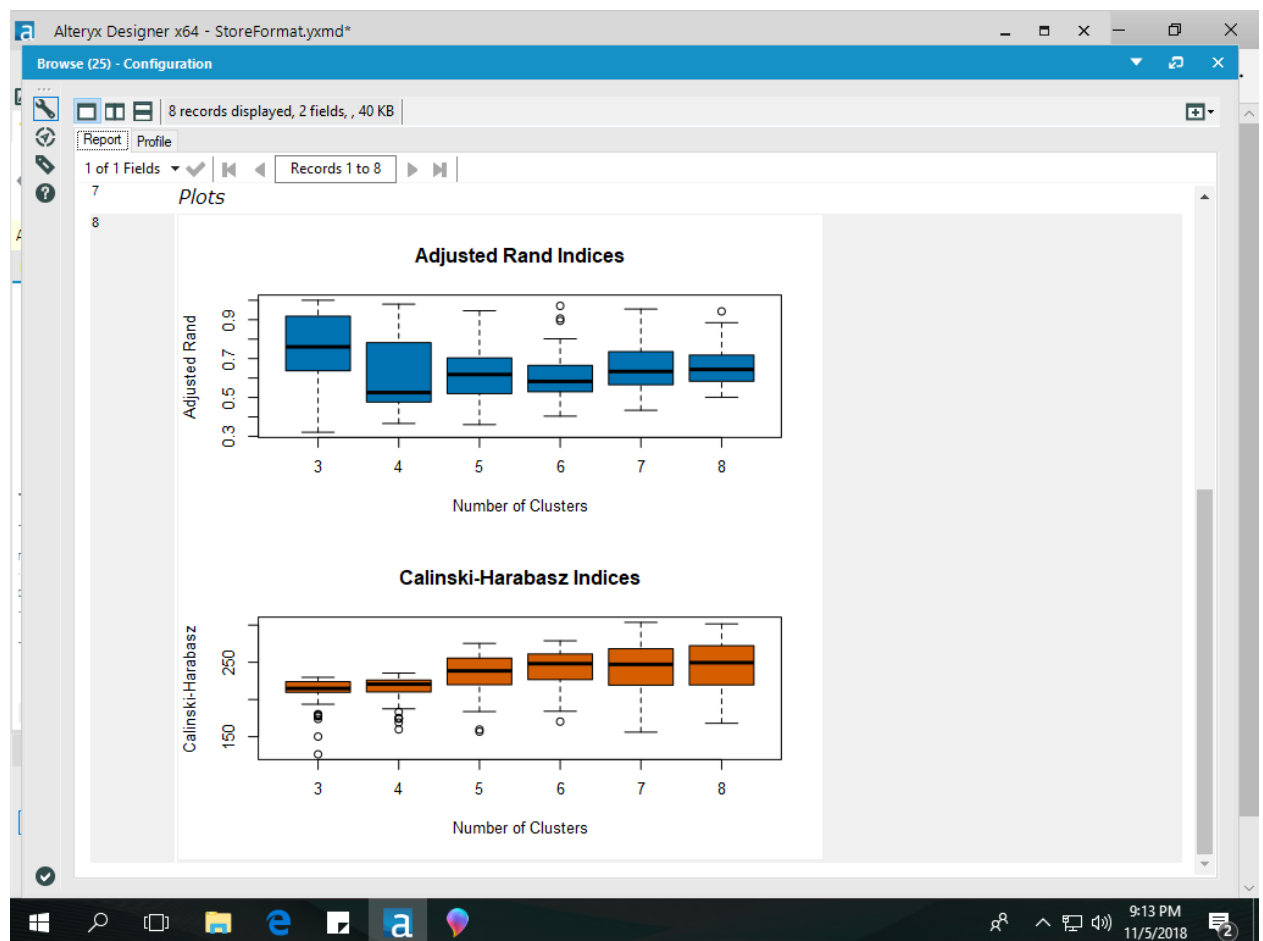 Alteryx Designer x64 - StoreFormat.yxmd*
Browse (25) - Configuration
8 records displayed, 2 fields, , 40 KB
Report Profile
1 of 1 Fields Records 1 to 8
7 Plots
8
Adjusted Rand Indices
Adjusted Rand
0.3 0.5 0.7 0.9
3 4 5 6 7 8
Number of Clusters
Calinski-Harabasz Indices
Calinski-Harabasz
150 250
3 4 5 6 7 8
Number of Clusters
9:13 PM
11/5/2018
2